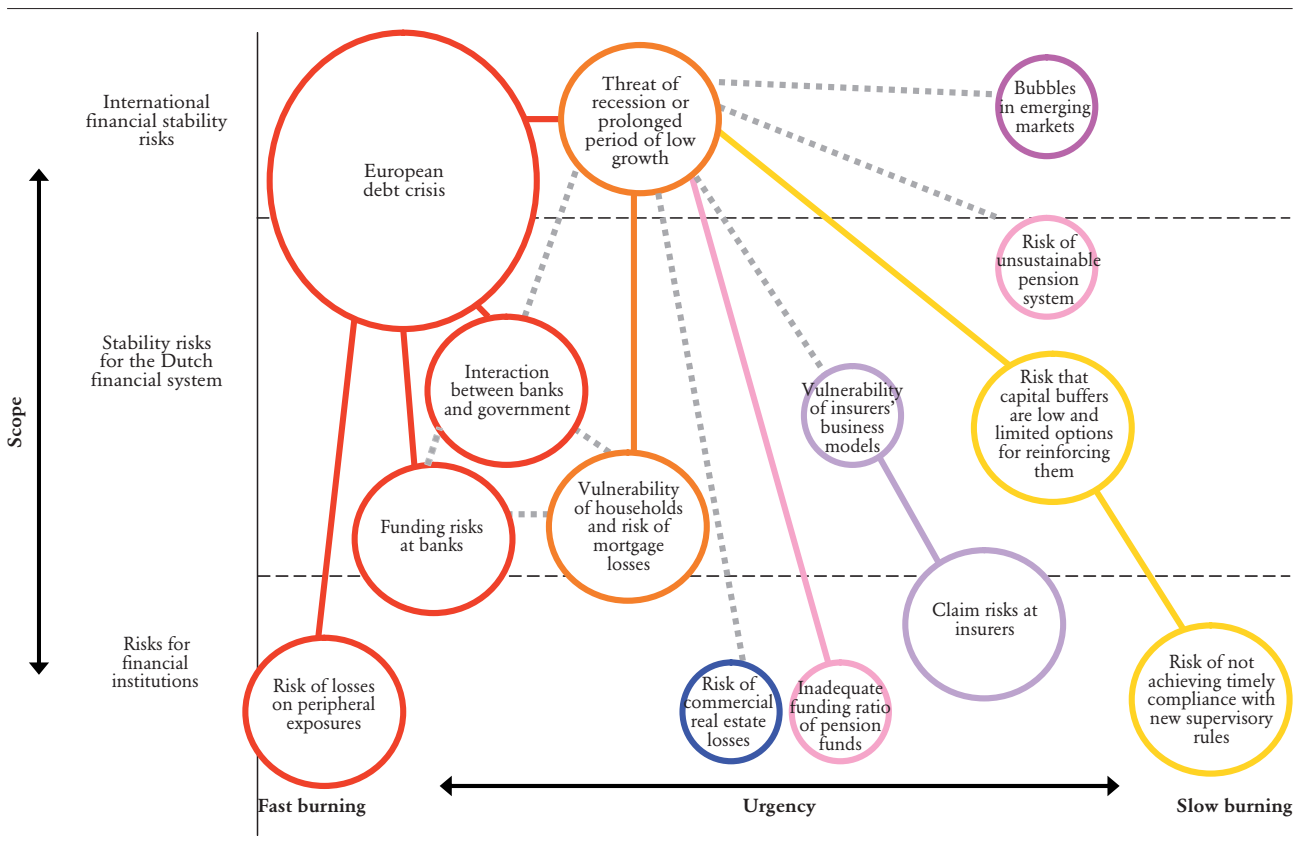 International
financial stability
risks
European
debt crisis
Threat of
recession or
prolonged
period of low
growth
Bubbles
in emerging
markets
Scope
Stability risks
for the Dutch
financial system
Interaction
between banks
and government
Funding risks
at banks
Vulnerability
of households
and risk of
mortgage
losses
Vulnerability
of insurers’
business
models
Risk of
unsustainable
pension
system
Risk that
capital buffers
are low and
limited options
for reinforcing
them
Risks for
financial
institutions
Risk of losses
on peripheral
exposures
Risk of
commercial
real estate
losses
Inadequate
funding ratio
of pension
funds
Claim risks at
insurers
Risk of not
achieving timely
compliance with
new supervisory
rules
Fast burning
Urgency
Slow burning